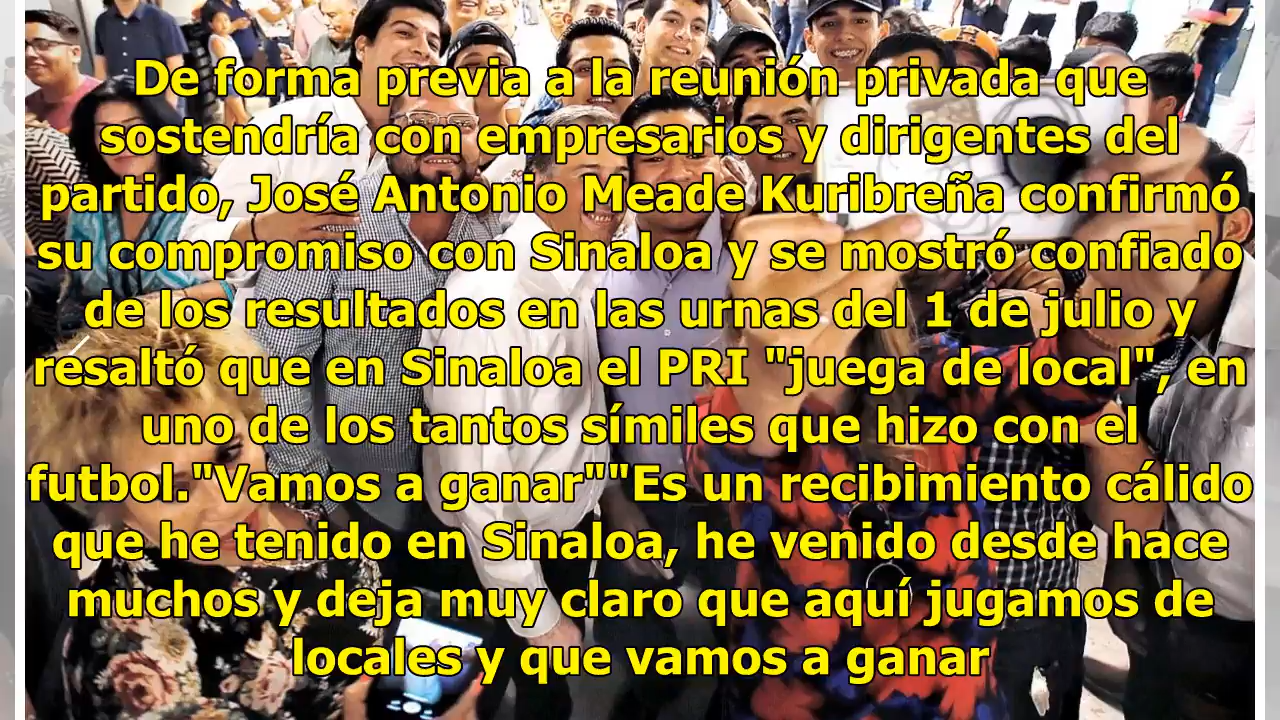 De forma previa a la reunión privada que
sostendría con empresarios y dirigentes del
partido, José Antonio Meade Kuribreña confirmó
su compromiso con Sinaloa y se mostró confiado
de los resultados en las urnas del 1 de julio y
resaltó que en Sinaloa el PRI "juega de local", en
uno de los tantos símiles que hizo con el
futbol."Vamos a ganar""Es un recibimiento cálido
que he tenido en Sinaloa, he venido desde hace
muchos y deja muy claro que aquí jugamos de
locales y que vamos a ganar